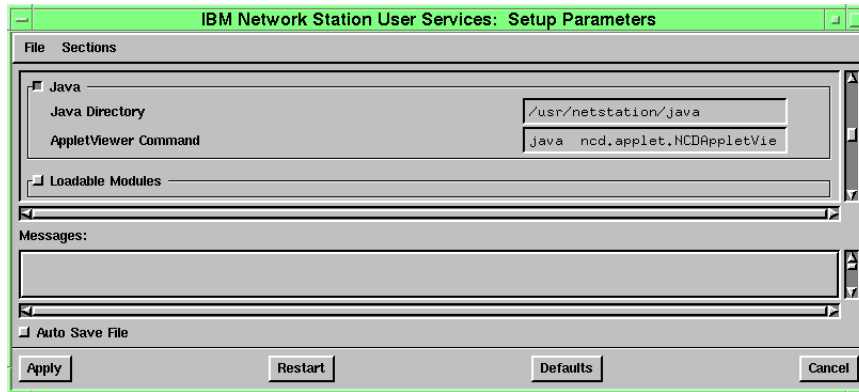 IBM Network Station User Services: Setup Parameters
File Sections
Java
Java Directory /usr/netstation/java
AppletViewer Command java ncd.applet.NCDAppletVie
Loadable Modules
Messages:
Auto Save File
Apply Restart Defaults Cancel